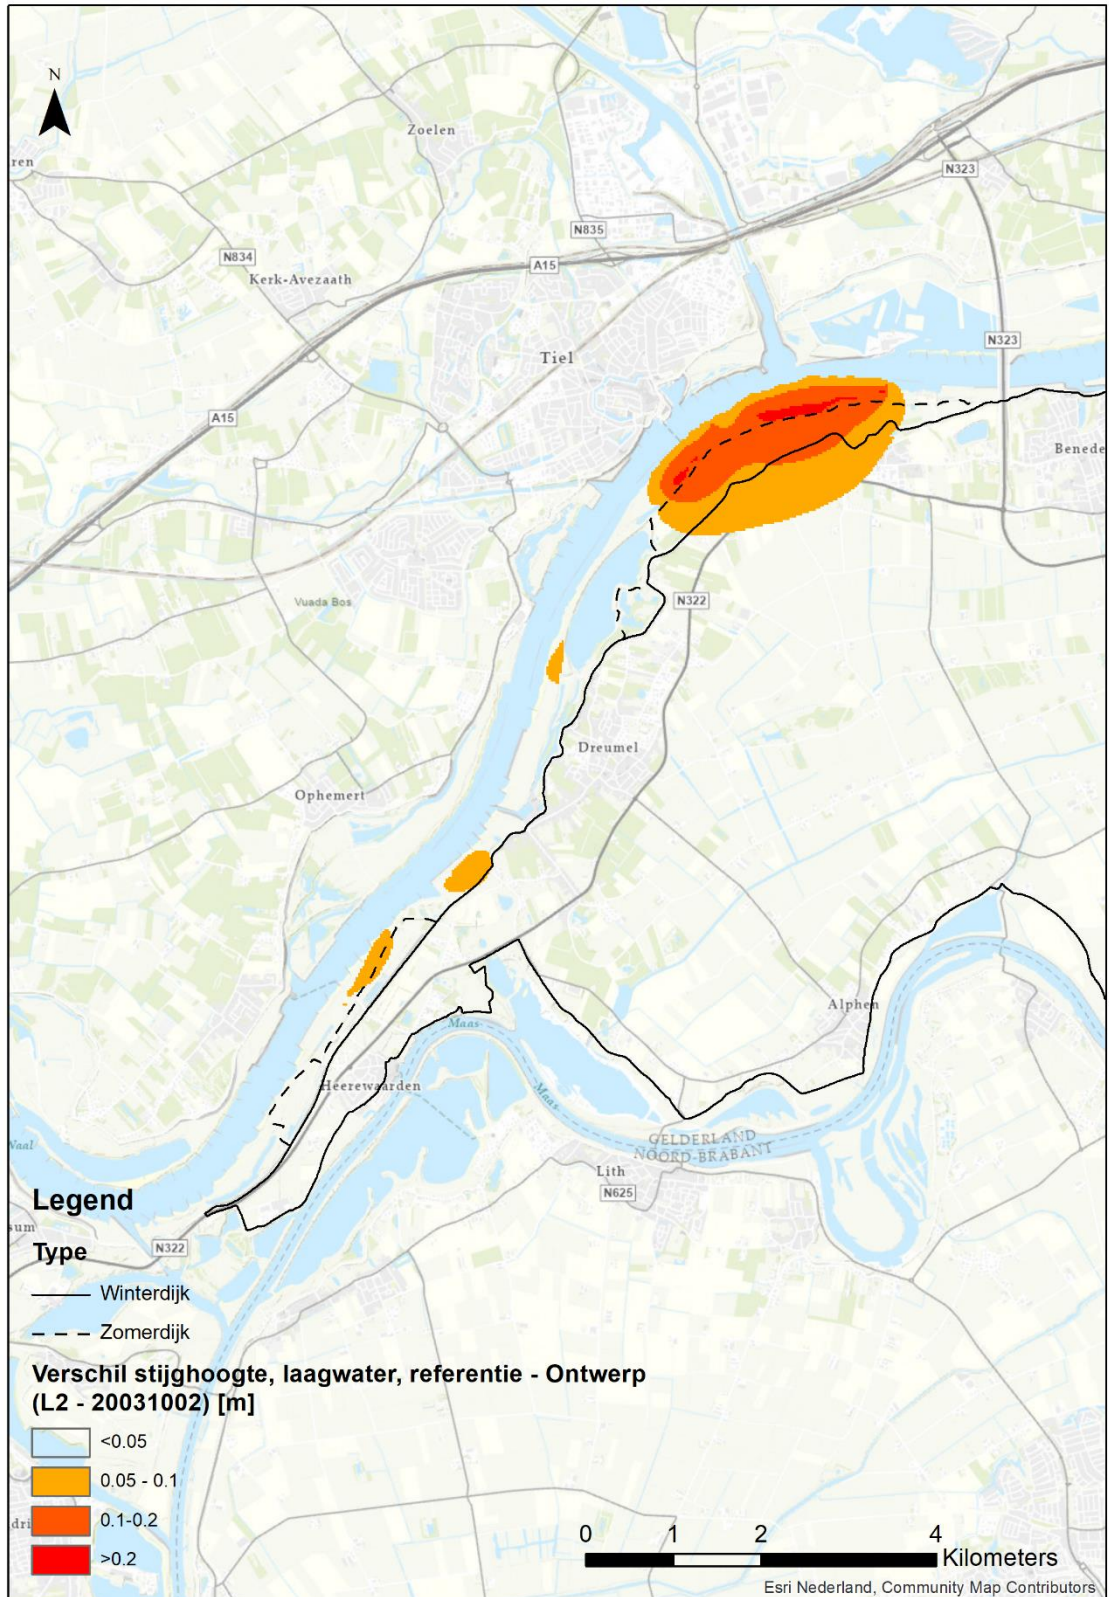 N
Zoelen
ren
N323
N835
N834
A15
Kerk-Avezaath
N323
Tiel
A15
Benede
Vuada Bos
N322
Dreumel
Ophemert
Alphen
Maas
Heerewaarden
Maas
GELDERLAND
NOORD-BRABANT
Waal
Lith
N625
Legend
sum
N322
Type
Winterdijk
Zomerdijk
Verschil stijghoogte, laagwater, referentie - Ontwerp
(L2 - 20031002) [m]
<0.05
0.05 - 0.1
dri
0.1-0.2
>0.2
0 1 2 4
Kilometers
Esri Nederland, Community Map Contributors